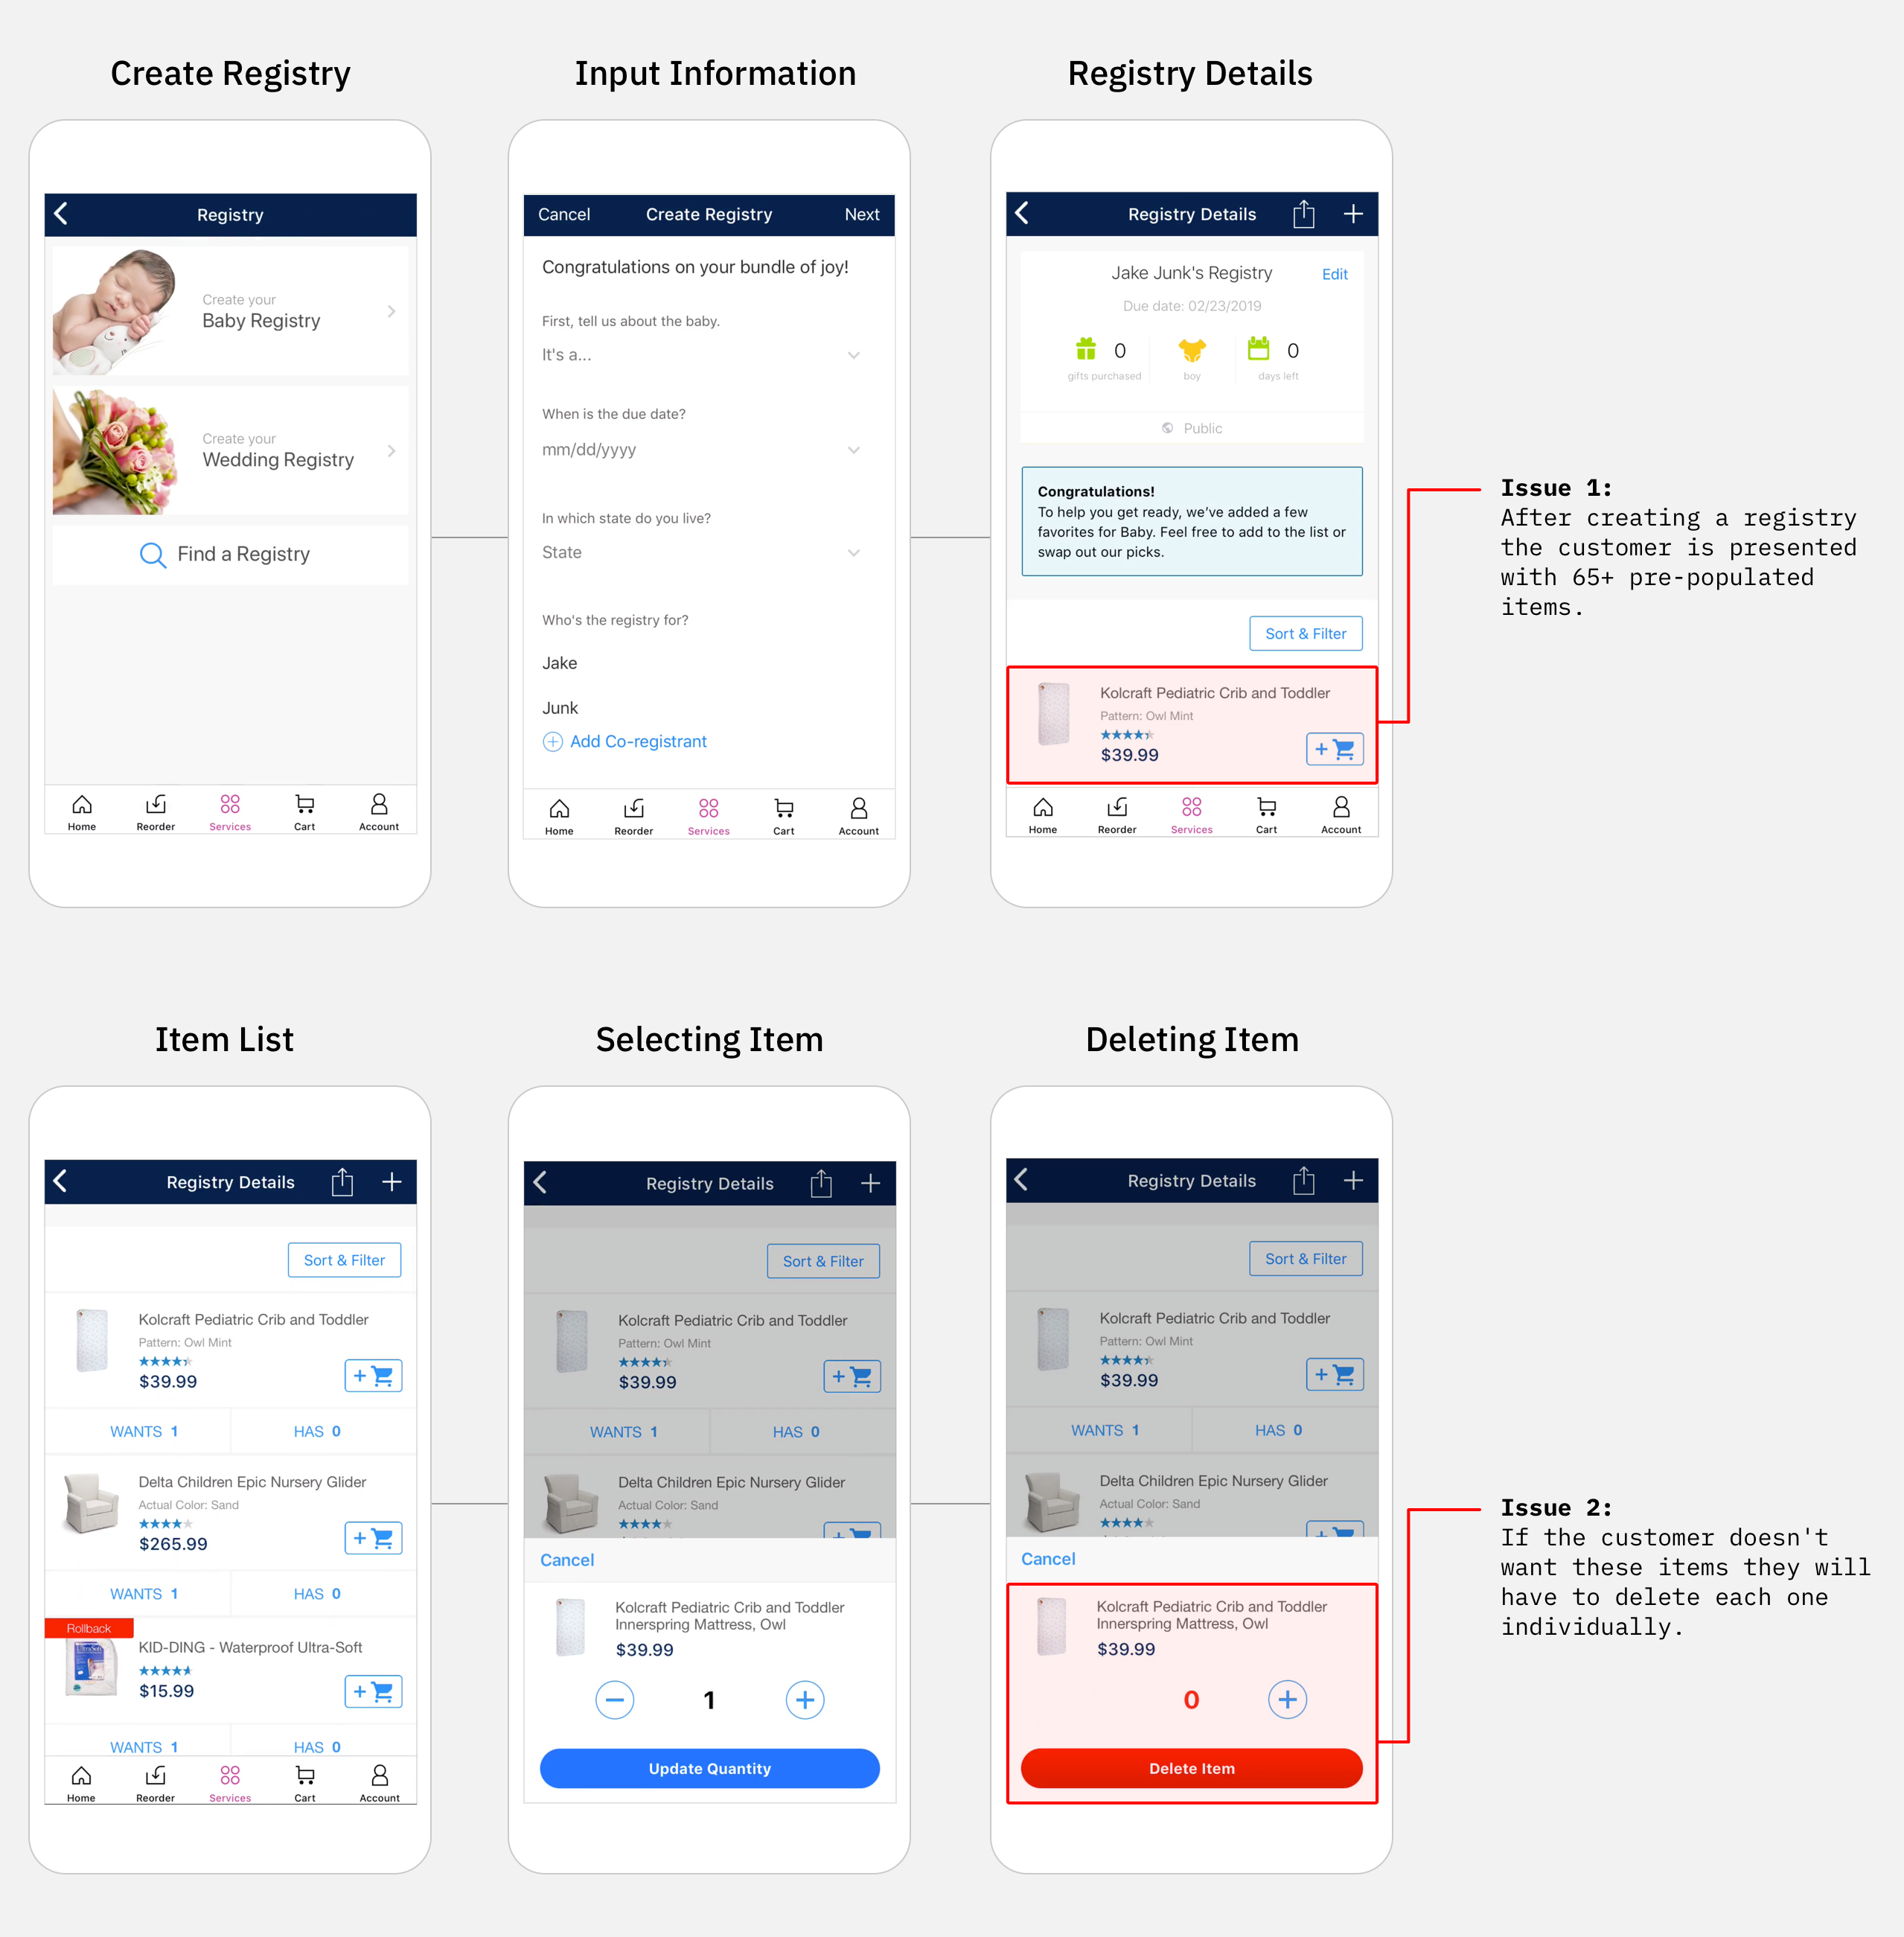 Create Registry
Input Information
Registry Details
Registry
Create your
Baby Registry
Create your
Wedding Registry
Find a Registry
Home
Reorder
Services
Cart
Account
Cancel
Create Registry
Next
Congratulations on your bundle of joy!
First, tell us about the baby.
It's a...
When is the due date?
mm/dd/yyyy
In which state do you live?
State
Who's the registry for?
Jake
Junk
Add Co-registrant
Home
Reorder
Services
Cart
Account
Registry Details
Jake Junk's Registry
Edit
Due date: 02/23/2019
0
0
gifts purchased
boy
days left
Public
Congratulations!
To help you get ready, we've added a few
favorites for Baby. Feel free to add to the list or
swap out our picks.
Sort & Filter
Kolcraft Pediatric Crib and Toddler
Pattern: Owl Mint
$39.99
Home
Reorder
Services
Cart
Account
Issue 1:
After creating a registry
the customer is presented
with 65+ pre-populated
items.
Item List
Selecting Item
Deleting Item
Registry Details
Sort & Filter
Kolcraft Pediatric Crib and Toddler
Pattern: Owl Mint
$39.99
WANTS 1
HAS 0
Delta Children Epic Nursery Glider
Actual Color: Sand
$265.99
WANTS 1
HAS 0
Rollback
KID-DING - Waterproof Ultra-Soft
$15.99
WANTS 1
HAS 0
Home
Reorder
Services
Cart
Account
Registry Details
Sort & Filter
Kolcraft Pediatric Crib and Toddler
Pattern: Owl Mint
$39.99
WANTS 1
HAS 0
Delta Children Epic Nursery Glider
Actual Color: Sand
Cancel
Kolcraft Pediatric Crib and Toddler
Innerspring Mattress, Owl
$39.99
1
Update Quantity
Registry Details
Sort & Filter
Kolcraft Pediatric Crib and Toddler
Pattern: Owl Mint
$39.99
WANTS 1
HAS 0
Delta Children Epic Nursery Glider
Actual Color: Sand
Cancel
Kolcraft Pediatric Crib and Toddler
Innerspring Mattress, Owl
$39.99
0
Delete Item
Issue 2:
If the customer doesn't
want these items they will
have to delete each one
individually.